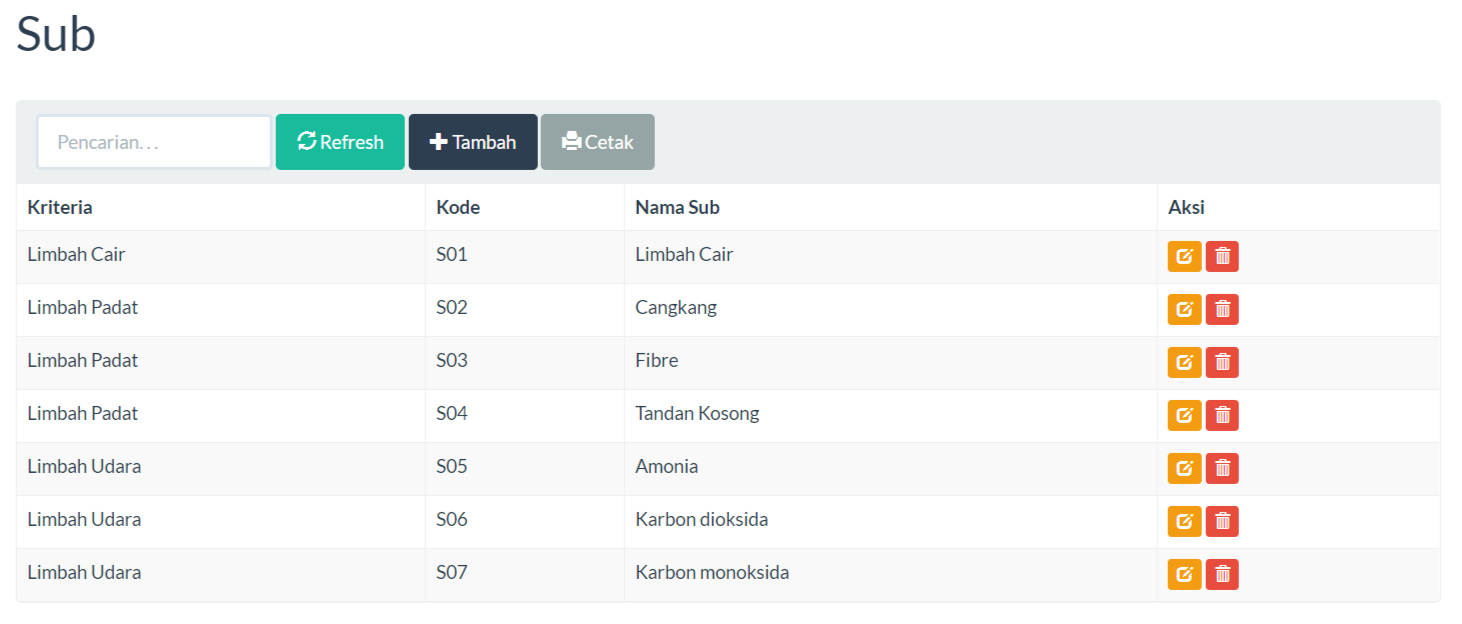 Sub
Pencarian... Refresh Tambah Cetak
Kriteria Kode Nama Sub Aksi
Limbah Cair S01 Limbah Cair
Limbah Padat S02 Cangkang
Limbah Padat S03 Fibre
Limbah Padat S04 Tandan Kosong
Limbah Udara S05 Amonia
Limbah Udara S06 Karbon dioksida
Limbah Udara S07 Karbon monoksida